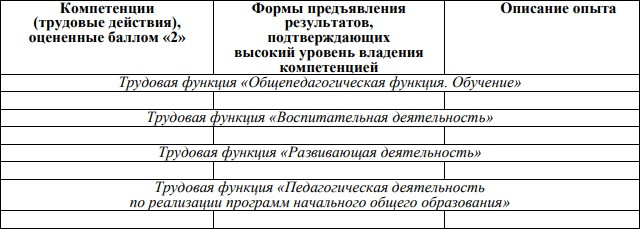 Компетенции
(трудовые действия),
оцененные баллом «2»
Формы предъявления
результатов,
подтверждающих
высокий уровень владения
компетенцией
Описание опыта
Трудовая функция «Общепедагогическая функция. Обучение»
Трудовая функция «Воспитательная деятельность»
Трудовая функция «Развивающая деятельность»
Трудовая функция «Педагогическая деятельность
по реализации программ начального общего образования»